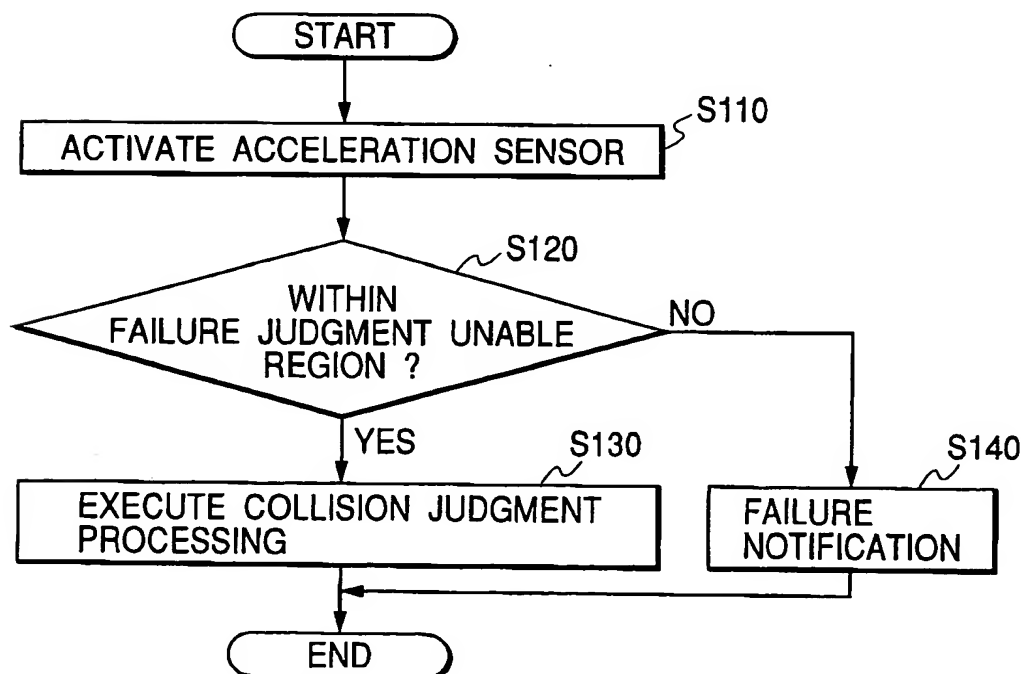 START
S110
ACTIVATE ACCELERATION SENSOR
S120
WITHIN
FAILURE JUDGMENT UNABLE
REGION ?
NO
YES
S130
S140
EXECUTE COLLISION JUDGMENT
PROCESSING
FAILURE
NOTIFICATION
END